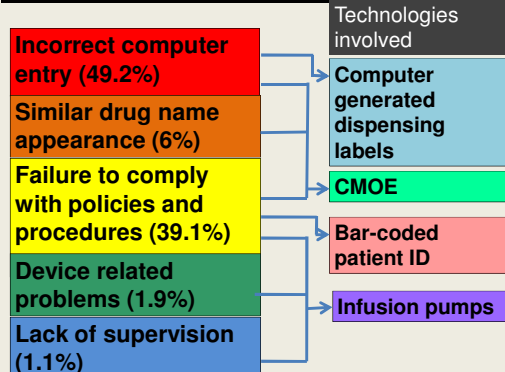 Technologies
involved
Incorrect computer
entry (49.2%)
Similar drug name
appearance (6%)
Failure to comply
with policies and
procedures (39.1%)
Device related
problems (1.9%)
Lack of supervision
(1.1%)
Computer
generated
dispensing
labels
CMOE
Bar-coded
patient ID
Infusion pumps